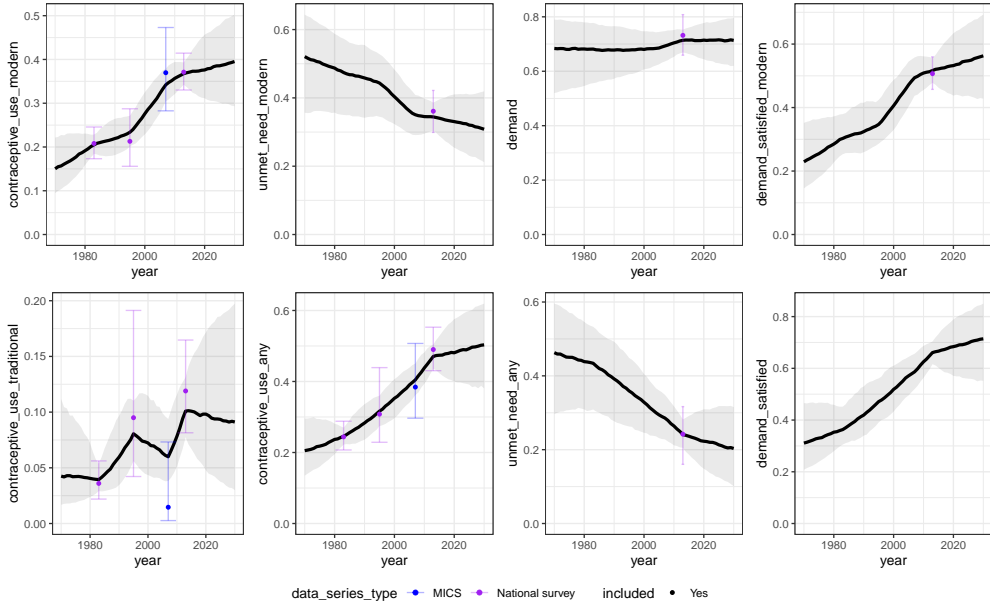 contraceptive_use_modern
0.5
0.4
0.3
0.2
0.1
0.0
1980 2000 2020
year
unmet_need_modern
0.6
0.4
0.2
0.0
1980 2000 2020
year
demand
0.8
0.6
0.4
0.2
0.0
1980 2000 2020
year
demand_satisfied_modern
0.6
0.4
0.2
0.0
1980 2000 2020
year
contraceptive_use_traditional
0.20
0.15
0.10
0.05
0.00
1980 2000 2020
year
contraceptive_use_any
0.6
0.4
0.2
0.0
1980 2000 2020
year
unmet_need_any
0.6
0.4
0.2
0.0
1980 2000 2020
year
demand_satisfied
0.8
0.6
0.4
0.2
0.0
1980 2000 2020
year
data_series_type MICS National survey included Yes